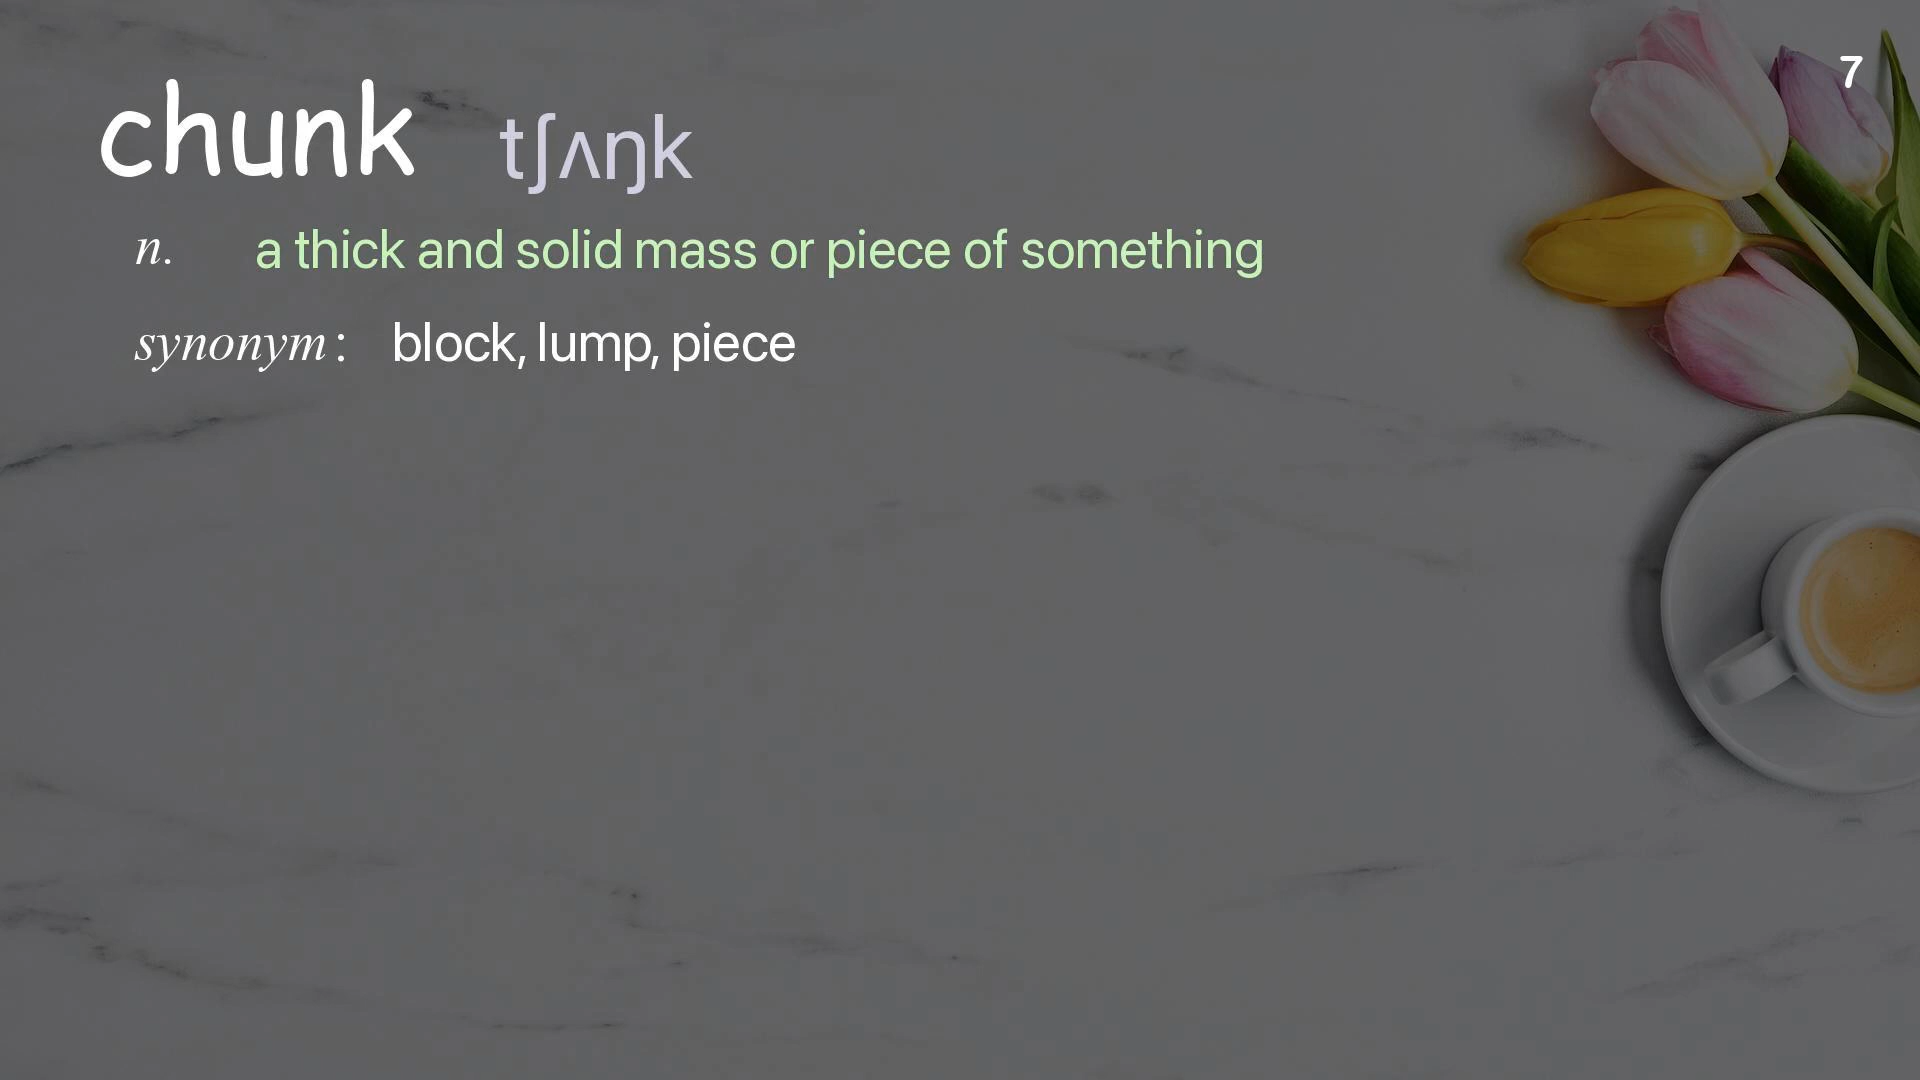 7
chunk tʃʌŋk
n. a thick and solid mass or piece of something
synonym: block, lump, piece